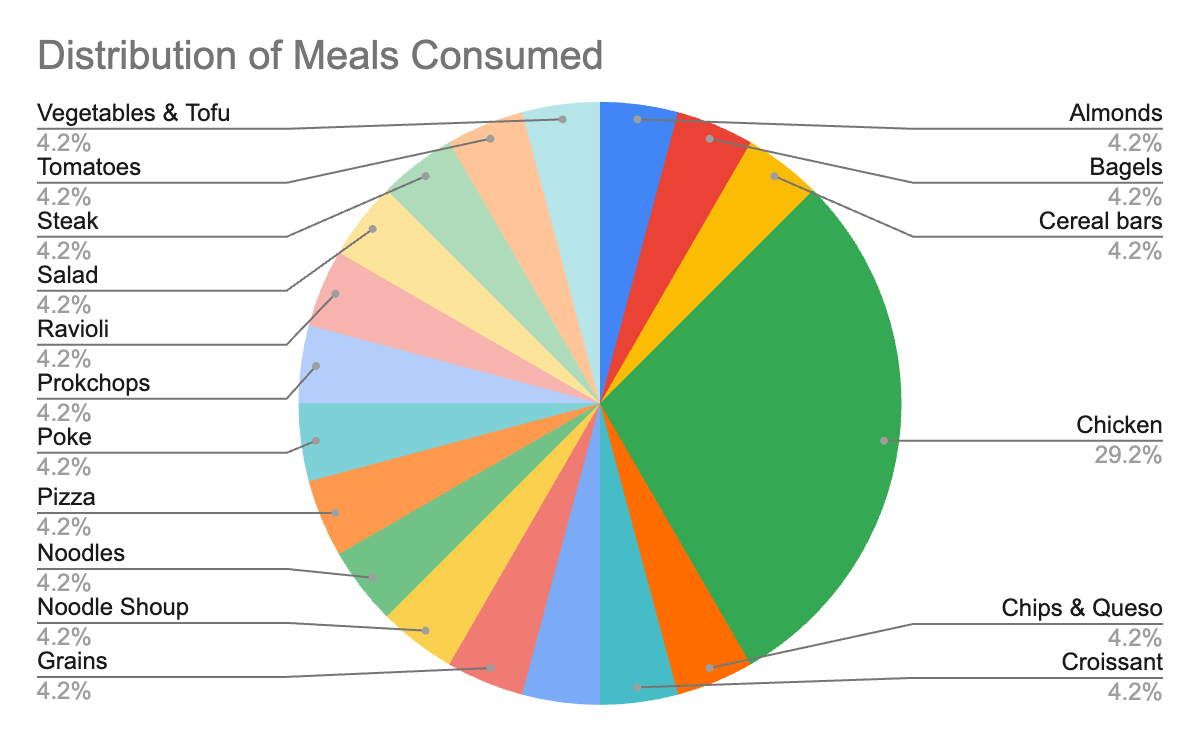 Distribution of Meals Consumed
Vegetables & Tofu
4.2%
Tomatoes
4.2%
Steak
4.2%
Salad
4.2%
Ravioli
4.2%
Prokchops
4.2%
Poke
4.2%
Pizza
4.2%
Noodles
4.2%
Noodle Shoup
4.2%
Grains
4.2%
Almonds
4.2%
Bagels
4.2%
Cereal bars
4.2%
Chicken
29.2%
Chips & Queso
4.2%
Croissant
4.2%